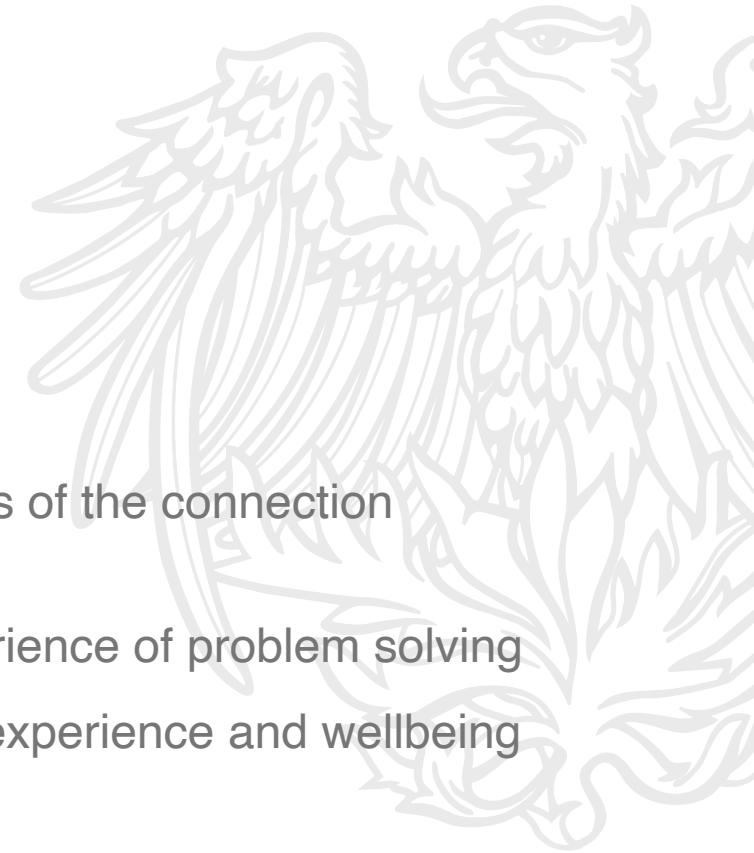 s of the connection
rience of problem solving
experience and wellbeing